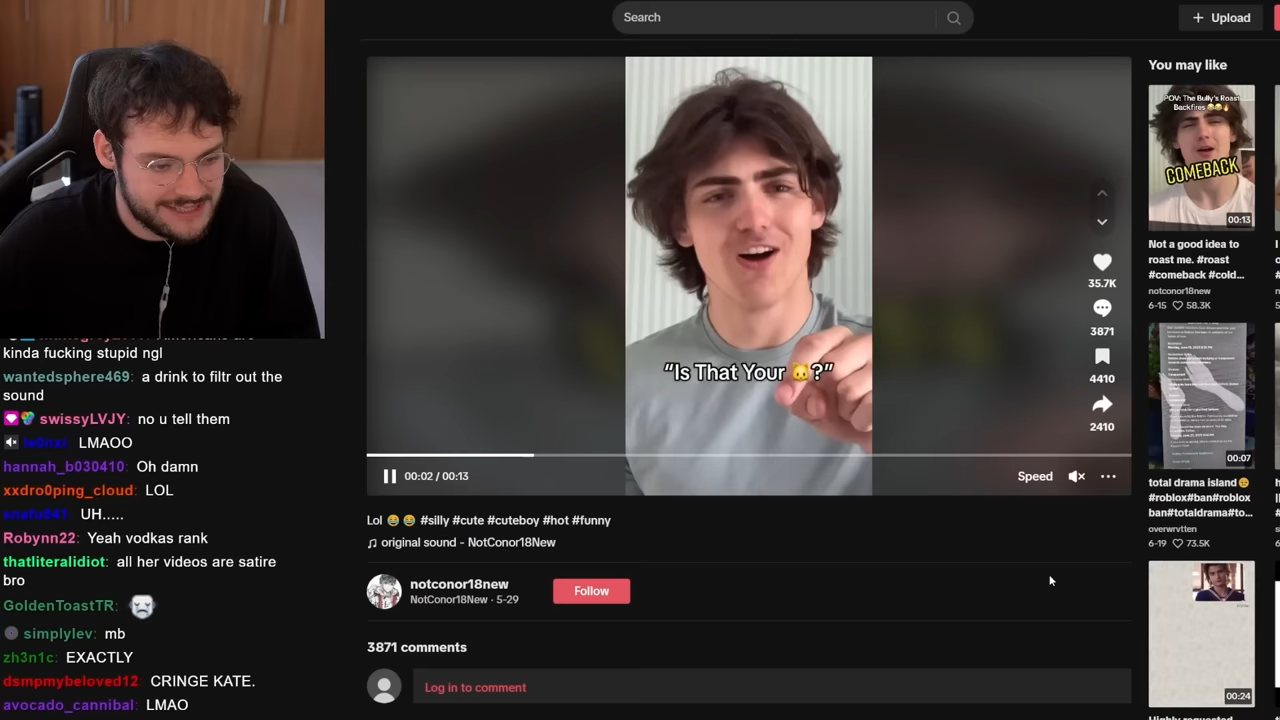 Search
Upload
"Is That Your 🐱?"
35.7K
3871
4410
2410
00:02 / 00:13
Speed
Lol 😂 😂 #silly #cute #cuteboy #hot #funny
original sound - NotConor18New
notconor18new
NotConor18New · 5-29
Follow
3871 comments
Log in to comment
You may like
POV: The Bully's Roast
Backfires 😂😂🔥
COMEBACK
00:13
Not a good idea to
roast me. #roast
#comeback #cold...
notconor18new
6-15 58.3K
00:07
total drama island
#roblox#ban#roblox
ban#totaldrama#to...
overwrvtten
6-19 73.5K
00:24
kinda fucking stupid ngl
wantedsphere469: a drink to filtr out the
sound
swissyLVJY: no u tell them
LMAOO
hannah_b030410: Oh damn
xxdro0ping_cloud: LOL
UH.....
Robynn22: Yeah vodkas rank
thatliteralidiot: all her videos are satire
bro
GoldenToastTR:
simplylev: mb
zh3n1c: EXACTLY
dsmpmybeloved12: CRINGE KATE.
avocado_cannibal: LMAO